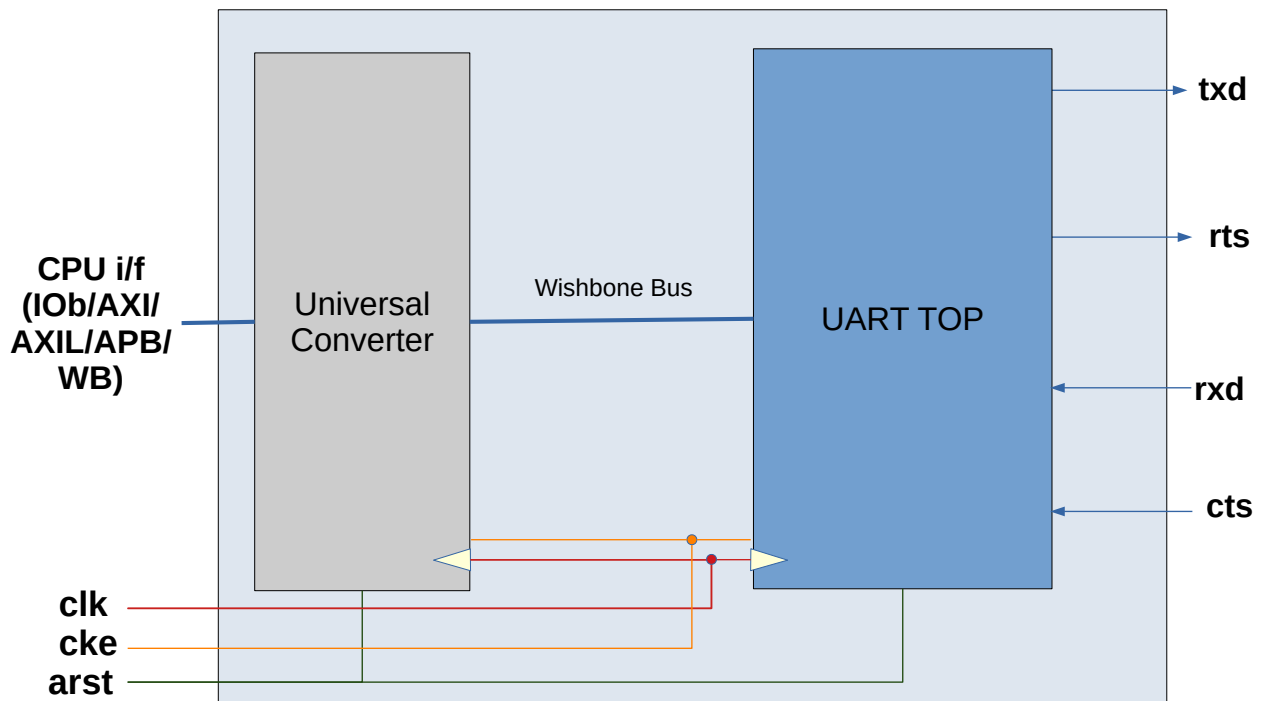 txd
rts
CPU i/f
(IOb/AXI/
AXIL/APB/
WB)
Universal
Converter
Wishbone Bus
UART TOP
rxd
cts
clk
cke
arst